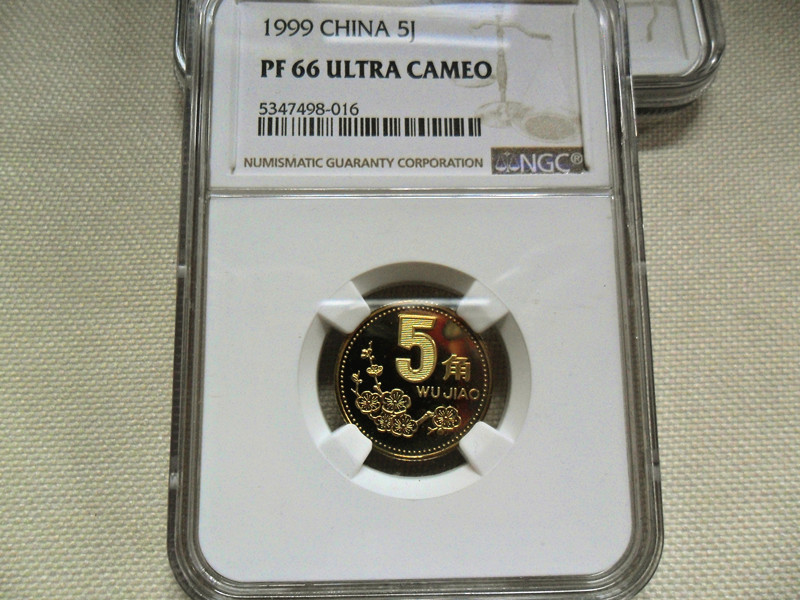 1999 CHINA 5J
PF 66 ULTRA CAMEO
5347498-016
NUMISMATIC GUARANTY CORPORATION NGC®
5角
WU JIAO